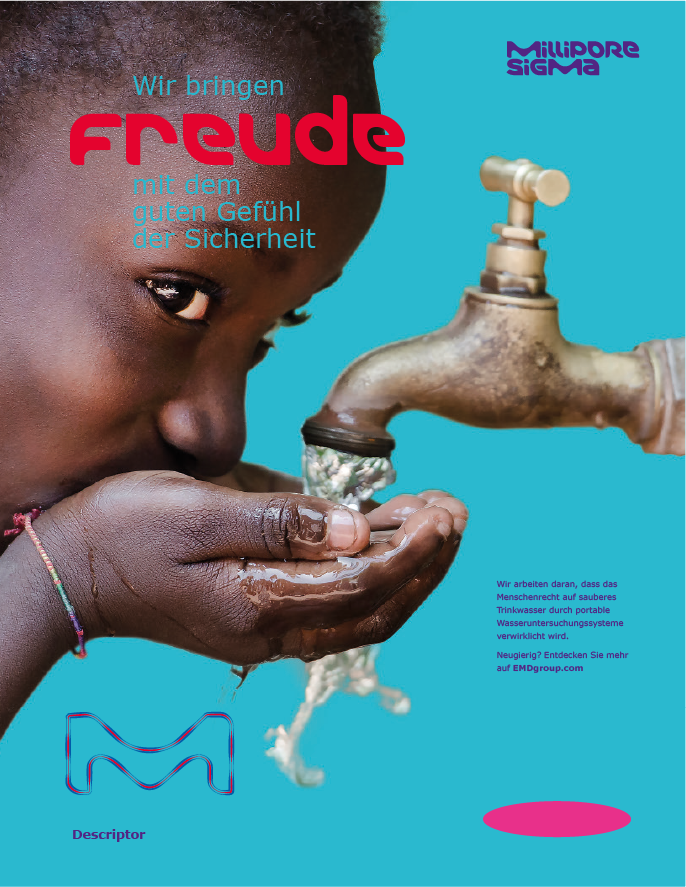 MILLIPORE
SIGMA
Wir bringen
Freude
mit dem
guten Gefühl
der Sicherheit
Wir arbeiten daran, dass das
Menschenrecht auf sauberes
Trinkwasser durch portable
Wasseruntersuchungssysteme
verwirklicht wird.
Neugierig? Entdecken Sie mehr
auf EMDgroup.com
M
Descriptor